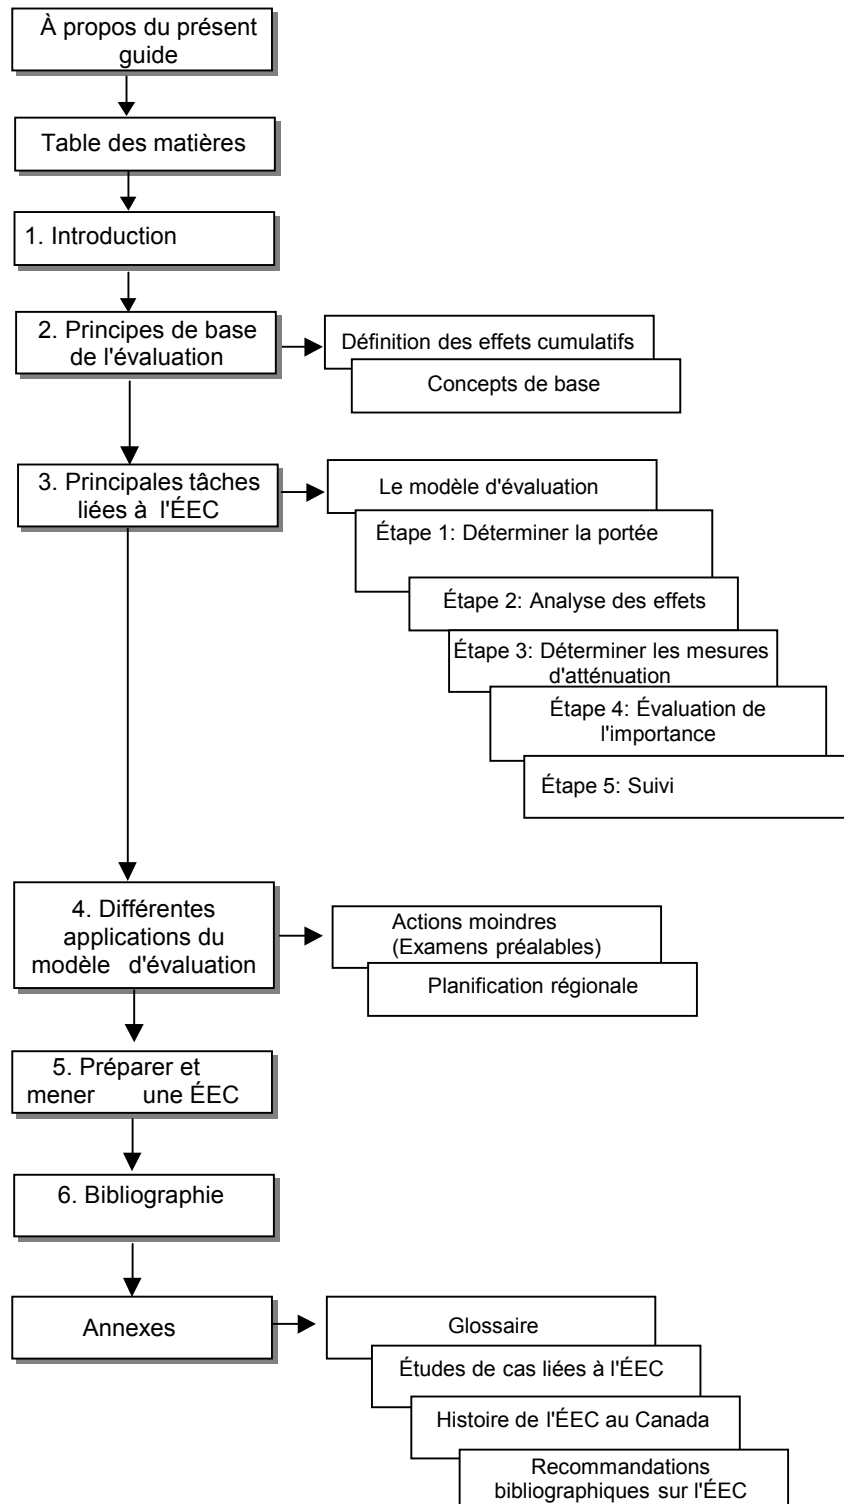 À propos du présent
guide
Table des matières
1. Introduction
2. Principes de base
de l'évaluation
Définition des effets cumulatifs
Concepts de base
3. Principales tâches
liées à l'ÉEC
Le modèle d'évaluation
Étape 1: Déterminer la portée
Étape 2: Analyse des effets
Étape 3: Déterminer les mesures
d'atténuation
Étape 4: Évaluation de
l'importance
Étape 5: Suivi
4. Différentes
applications du
modèle d'évaluation
Actions moindres
(Examens préalables)
Planification régionale
5. Préparer et
mener une ÉEC
6. Bibliographie
Annexes
Glossaire
Études de cas liées à l'ÉEC
Histoire de l'ÉEC au Canada
Recommandations
bibliographiques sur l'ÉEC